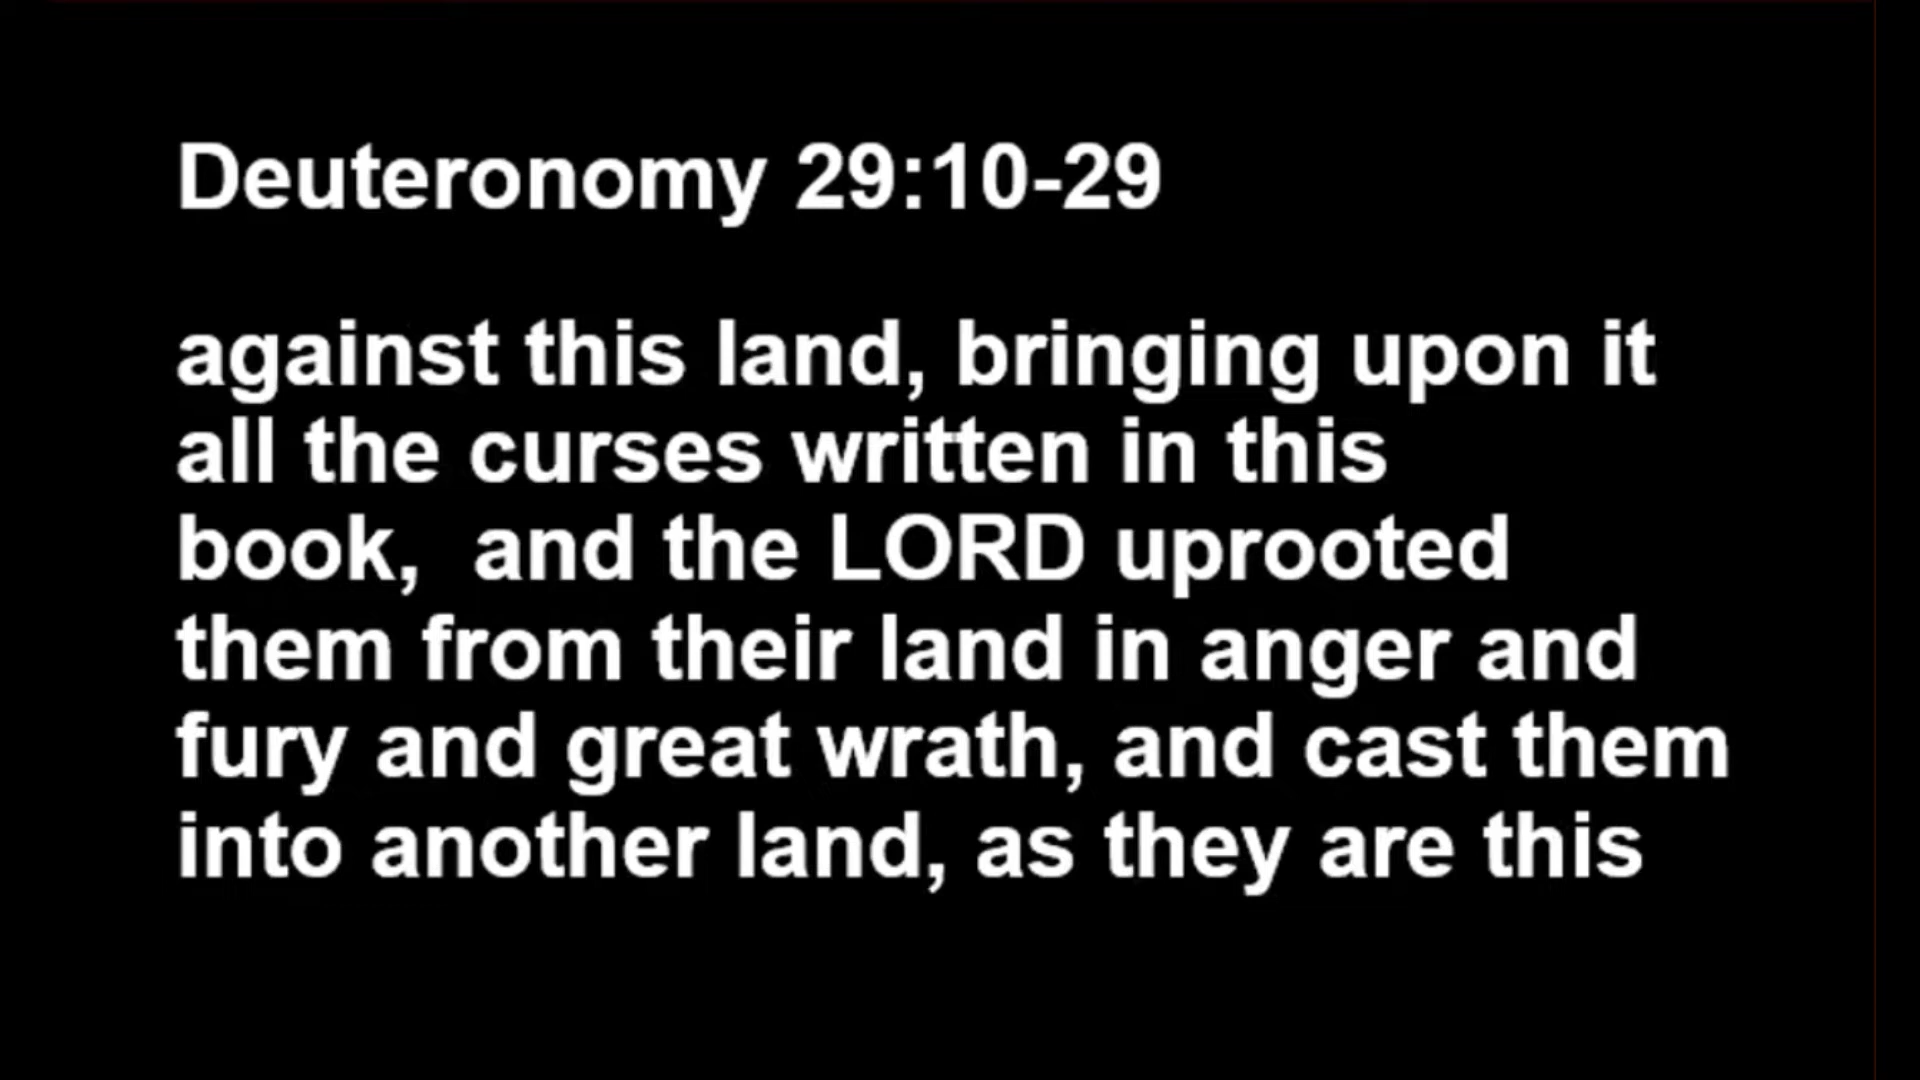 Deuteronomy 29:10-29
against this land, bringing upon it
all the curses written in this
book,  and the LORD uprooted
them from their land in anger and
fury and great wrath, and cast them
into another land, as they are this